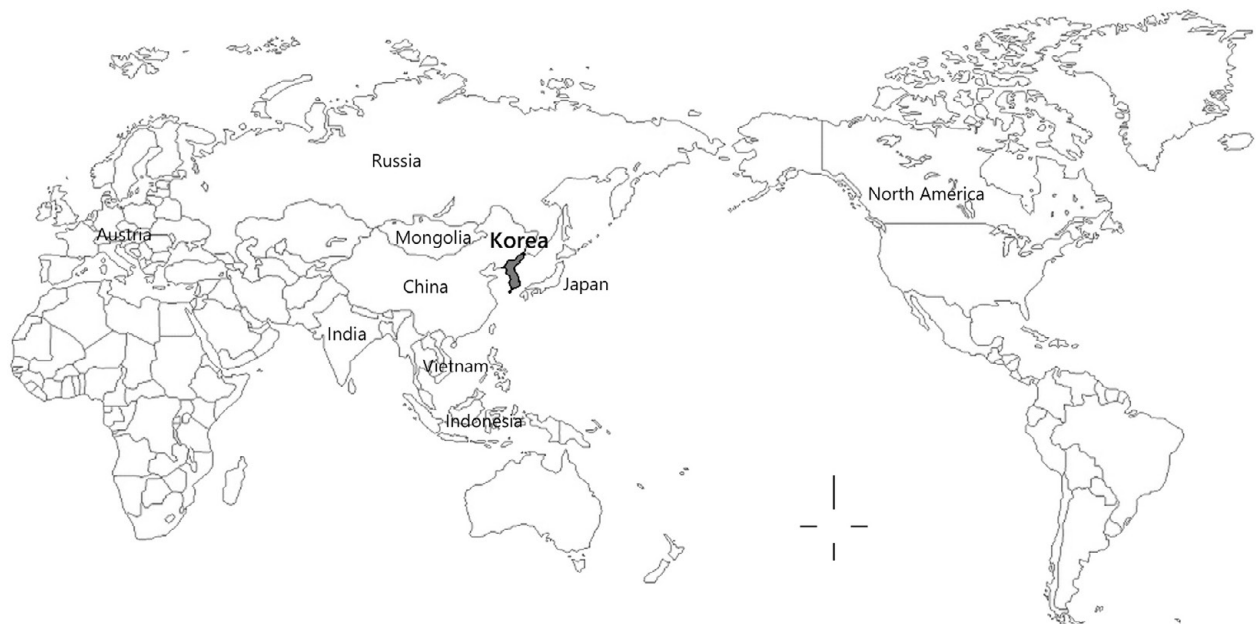 Russia
North America
Austria
Mongolia
Korea
China
Japan
India
Vietnam
Indonesia